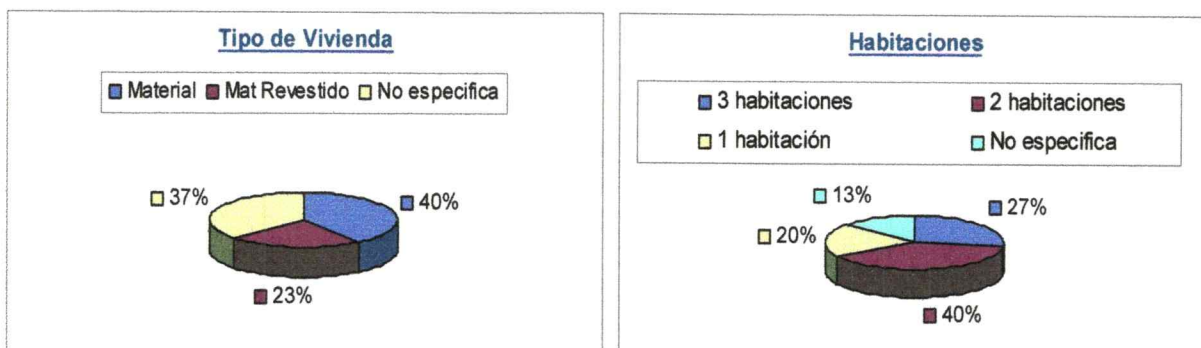 Tipo de Vivienda
Material Mat Revestido No especifica
37%
40%
23%
Habitaciones
3 habitaciones 2 habitaciones
1 habitación No especifica
13%
27%
20%
40%